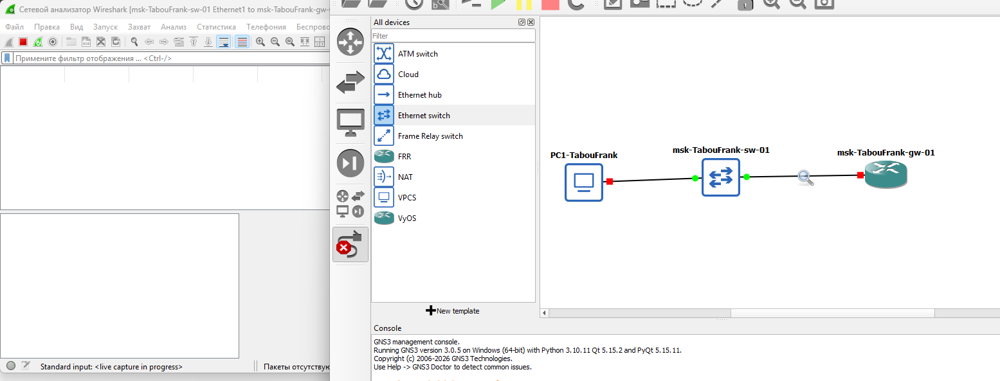 Сетевой анализатор Wireshark [msk-TabouFrank-sw-01 Ethernet1 to msk-TabouFrank-gw-
Файл Правка Вид Запуск Захват Анализ Статистика Телефония Беспрово
Примените фильтр отображения ... <Ctrl-/>
Standard input: <live capture in progress>
Пакеты отсутствую
All devices
Filter
ATM switch
Cloud
Ethernet hub
Ethernet switch
Frame Relay switch
FRR
NAT
VPCS
VyOS
New template
PC1-TabouFrank
msk-TabouFrank-sw-01
msk-TabouFrank-gw-01
Console
GNS3 management console.
Running GNS3 version 3.0.5 on Windows (64-bit) with Python 3.10.11 Qt 5.15.2 and PyQt 5.15.11.
Copyright (c) 2006-2026 GNS3 Technologies.
Use Help -> GNS3 Doctor to detect common issues.